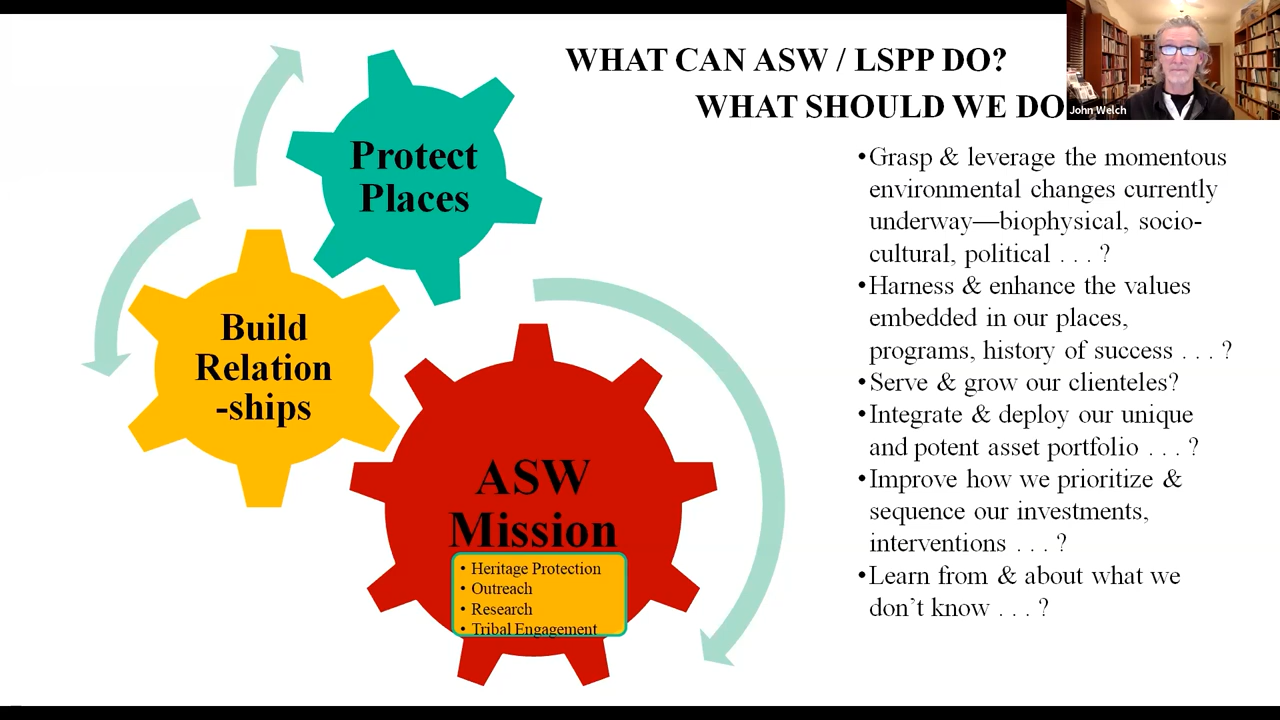 WHAT CAN ASW / LSPP DO?
WHAT SHOULD WE DO
John Welch
Protect
Places
Build
Relation
-ships
ASW
Mission
• Heritage Protection
• Outreach
• Research
• Tribal Engagement
•Grasp & leverage the momentous
environmental changes currently
underway—biophysical, socio-
cultural, political . . . ?
•Harness & enhance the values
embedded in our places,
programs, history of success . . . ?
•Serve & grow our clienteles?
•Integrate & deploy our unique
and potent asset portfolio . . . ?
•Improve how we prioritize &
sequence our investments,
interventions . . . ?
•Learn from & about what we
don’t know . . . ?